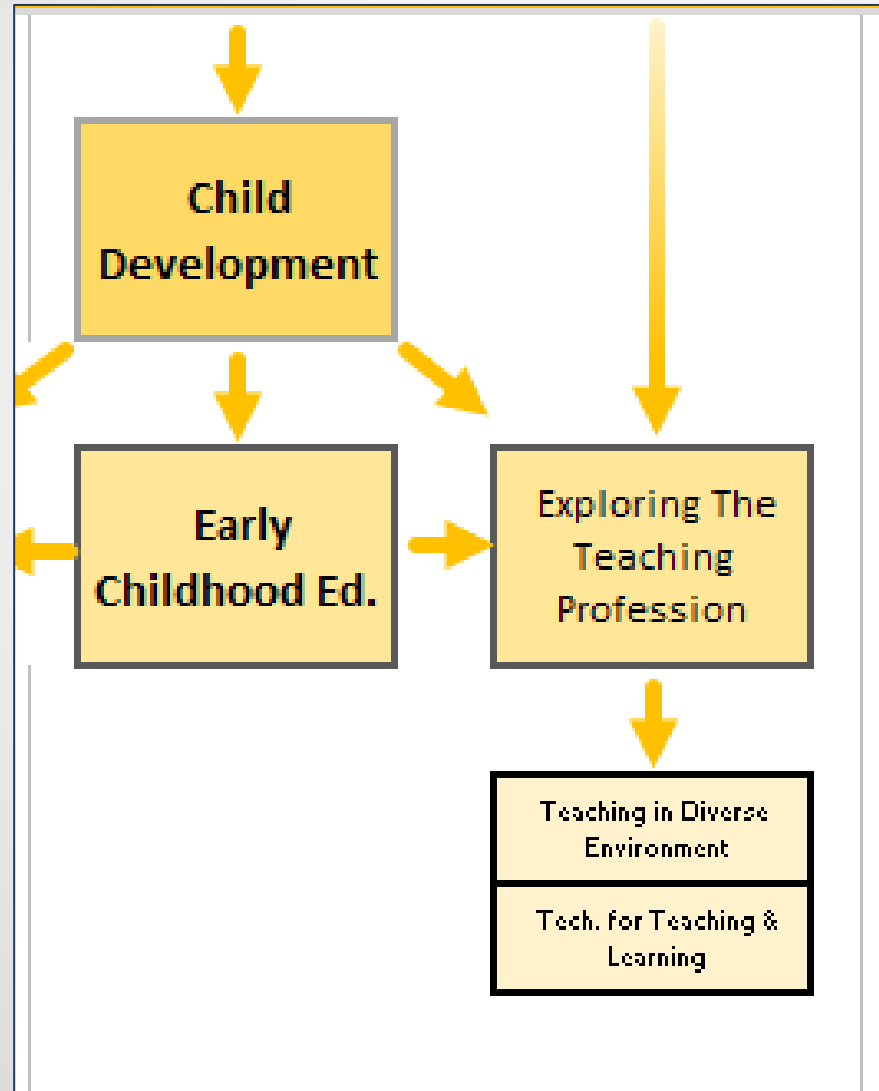 Child
Development
Early
Childhood Ed.
Exploring The
Teaching
Profession
Teaching in Diverse
Environment
Tech. for Teaching &
Learning